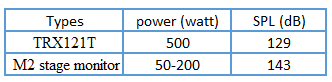 Types power (watt) SPL (dB)
TRX121T 500 129
M2 stage monitor 50-200 143